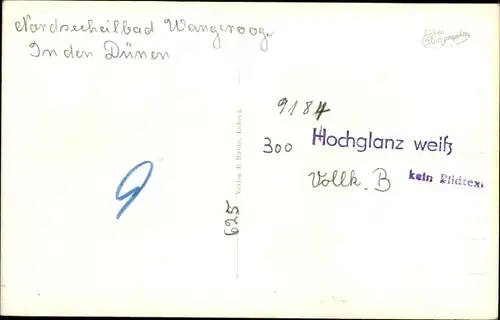 Nordseeheilbad Wangerooge
In den Dünen
Echte Photographie
9184
300
Hochglanz weiß
Vollk. B
kein Bildtext
625
9